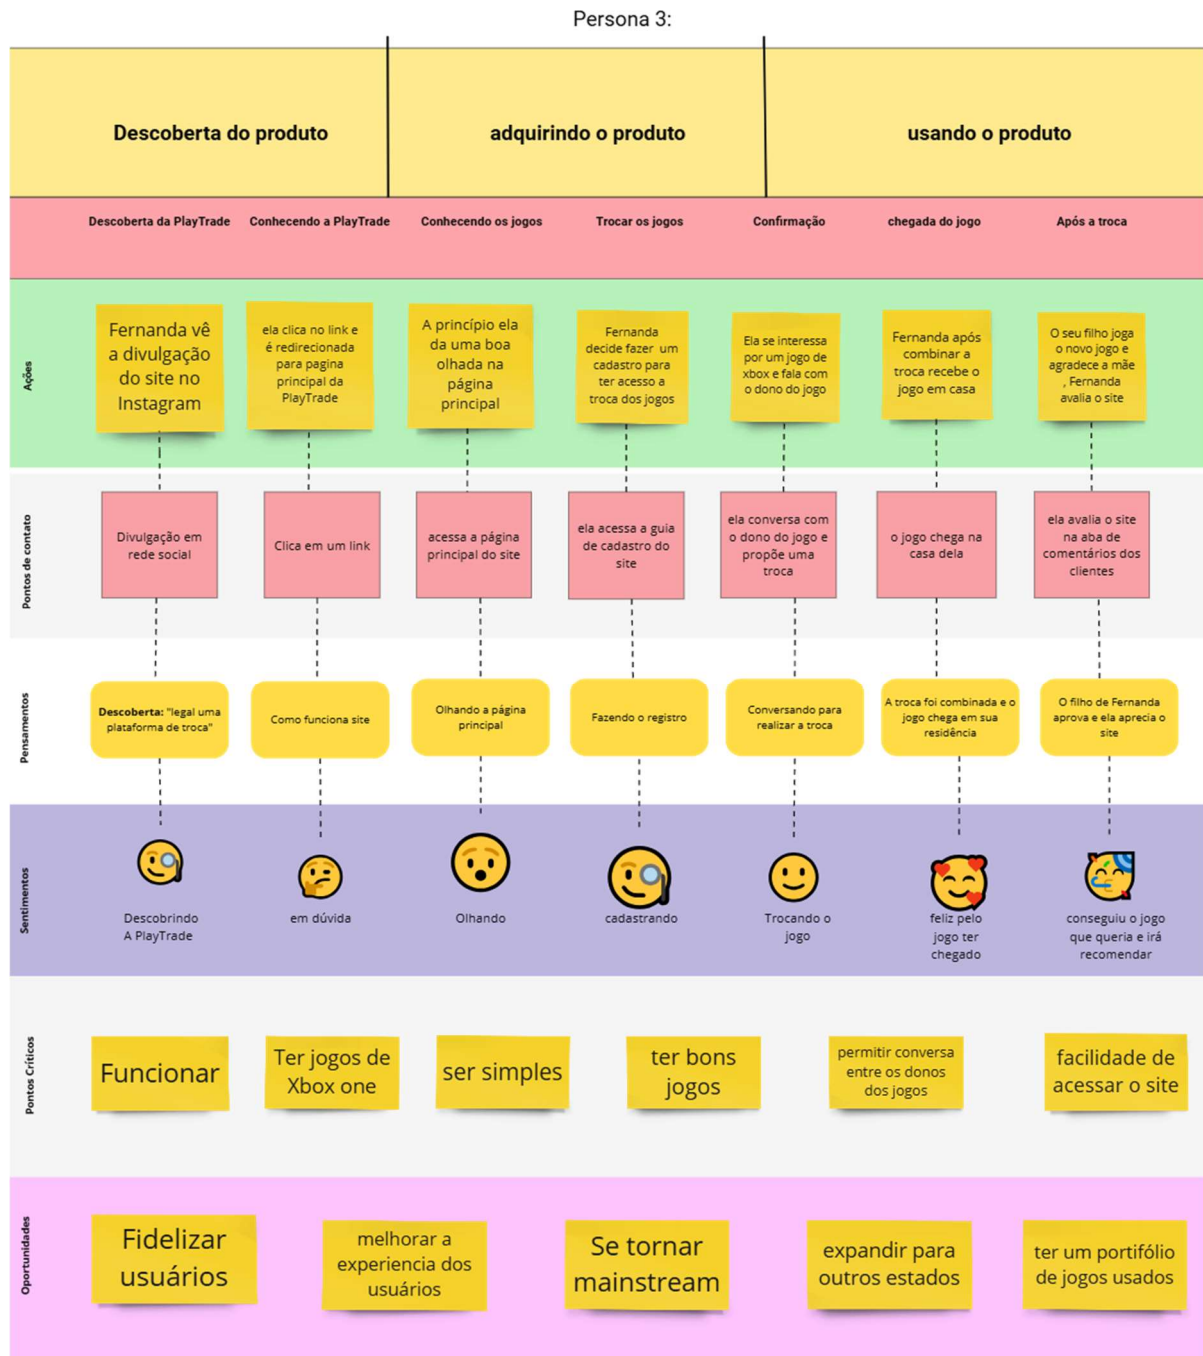 Persona 3:
Descoberta do produto
adquirindo o produto
usando o produto
Descoberta da PlayTrade
Conhecendo a PlayTrade
Conhecendo os jogos
Trocar os jogos
Confirmação
chegada do jogo
Após a troca
Ações
Fernanda vê
a divulgação
do site no
Instagram
ela clica no link e
é redirecionada
para pagina
principal da
PlayTrade
A princípio ela
da uma boa
olhada na
página
principal
Fernanda
decide fazer um
cadastro para
ter acesso a
troca dos jogos
Ela se interessa
por um jogo de
xbox e fala com
o dono do jogo
Fernanda após
combinar a
troca recebe o
jogo em casa
O seu filho joga
o novo jogo e
agradece a mãe
, Fernanda
avalia o site
Pontos de contato
Divulgação em
rede social
Clica em um link
acessa a página
principal do site
ela acessa a guia
de cadastro do
site
ela conversa com
o dono do jogo e
propõe uma
troca
o jogo chega na
casa dela
ela avalia o site
na aba de
comentários dos
clientes
Pensamentos
Descoberta: "legal uma
plataforma de troca"
Como funciona site
Olhando a página
principal
Fazendo o registro
Conversando para
realizar a troca
A troca foi combinada e o
jogo chega em sua
residência
O filho de Fernanda
aprova e ela aprecia o
site
Sentimentos
Descobrindo
A PlayTrade
em dúvida
Olhando
cadastrando
Trocando o
jogo
feliz pelo
jogo ter
chegado
conseguiu o jogo
que queria e irá
recomendar
Pontos Críticos
Funcionar
Ter jogos de
Xbox one
ser simples
ter bons
jogos
permitir conversa
entre os donos
dos jogos
facilidade de
acessar o site
Oportunidades
Fidelizar
usuários
melhorar a
experiencia dos
usuários
Se tornar
mainstream
expandir para
outros estados
ter um portifólio
de jogos usados